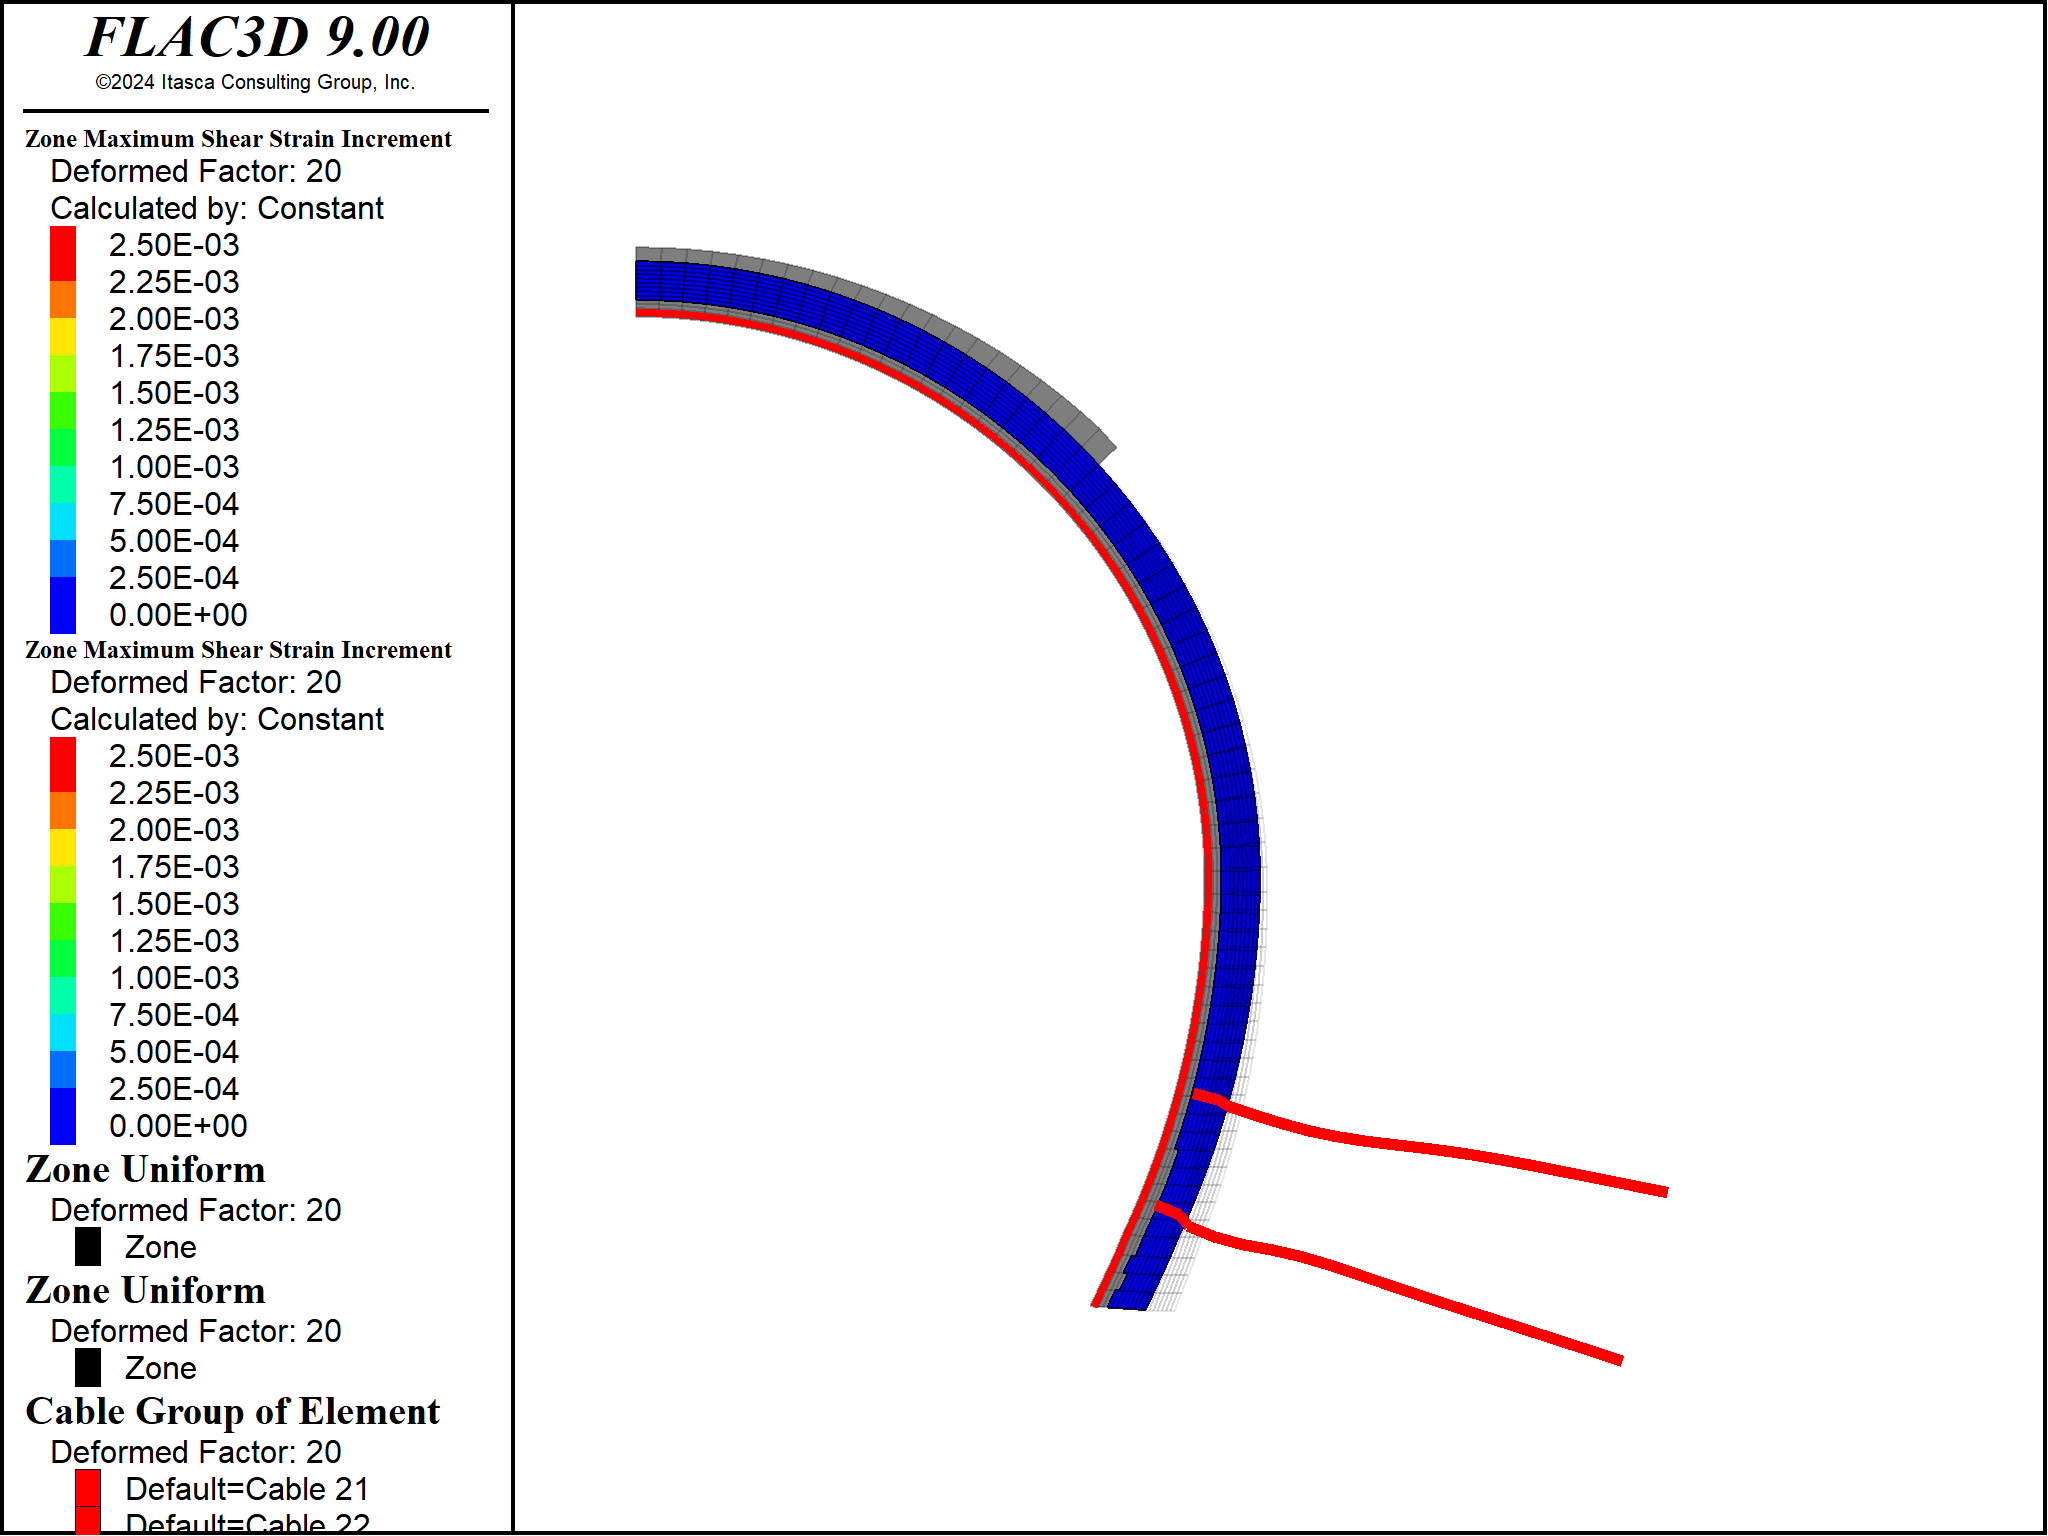 FLAC3D 9.00
©2024 Itasca Consulting Group, Inc.
Zone Maximum Shear Strain Increment
Deformed Factor: 20
Calculated by: Constant
2.50E-03
2.25E-03
2.00E-03
1.75E-03
1.50E-03
1.25E-03
1.00E-03
7.50E-04
5.00E-04
2.50E-04
0.00E+00
Zone Maximum Shear Strain Increment
Deformed Factor: 20
Calculated by: Constant
2.50E-03
2.25E-03
2.00E-03
1.75E-03
1.50E-03
1.25E-03
1.00E-03
7.50E-04
5.00E-04
2.50E-04
0.00E+00
Zone Uniform
Deformed Factor: 20
Zone
Zone Uniform
Deformed Factor: 20
Zone
Cable Group of Element
Deformed Factor: 20
Default=Cable 21
Default=Cable 22